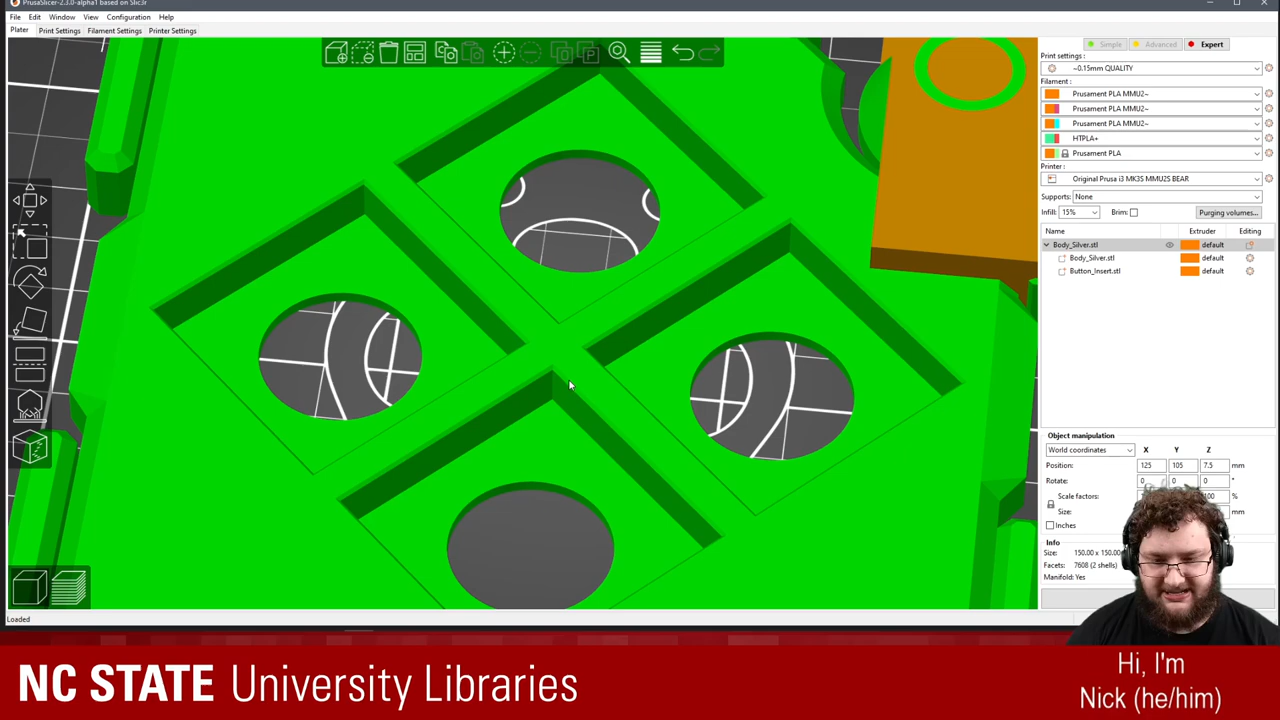 PrusaSlicer-2.3.0-alpha1 based on Slic3r
File Edit Window View Configuration Help
Plater Print Settings Filament Settings Printer Settings
Simple Advanced Expert
Print settings :
~0.15mm QUALITY
Filament :
Prusament PLA MMU2~
Prusament PLA MMU2~
Prusament PLA MMU2~
HTPLA+
Prusament PLA
Printer :
Original Prusa i3 MK3S MMU2S BEAR
Supports: None
Infill: 15% Brim: Purging volumes...
Name Extruder Editing
Body_Silver.stl default
Body_Silver.stl default
Button_Insert.stl default
Object manipulation
World coordinates X Y Z
Position: 125 105 7.5 mm
Rotate: 0 0 0 °
Scale factors: 100 %
Size: mm
Inches
Info
Size: 150.00 x 150.00
Facets: 7608 (2 shells)
Manifold: Yes
Loaded
NC STATE University Libraries
Hi, I'm
Nick (he/him)